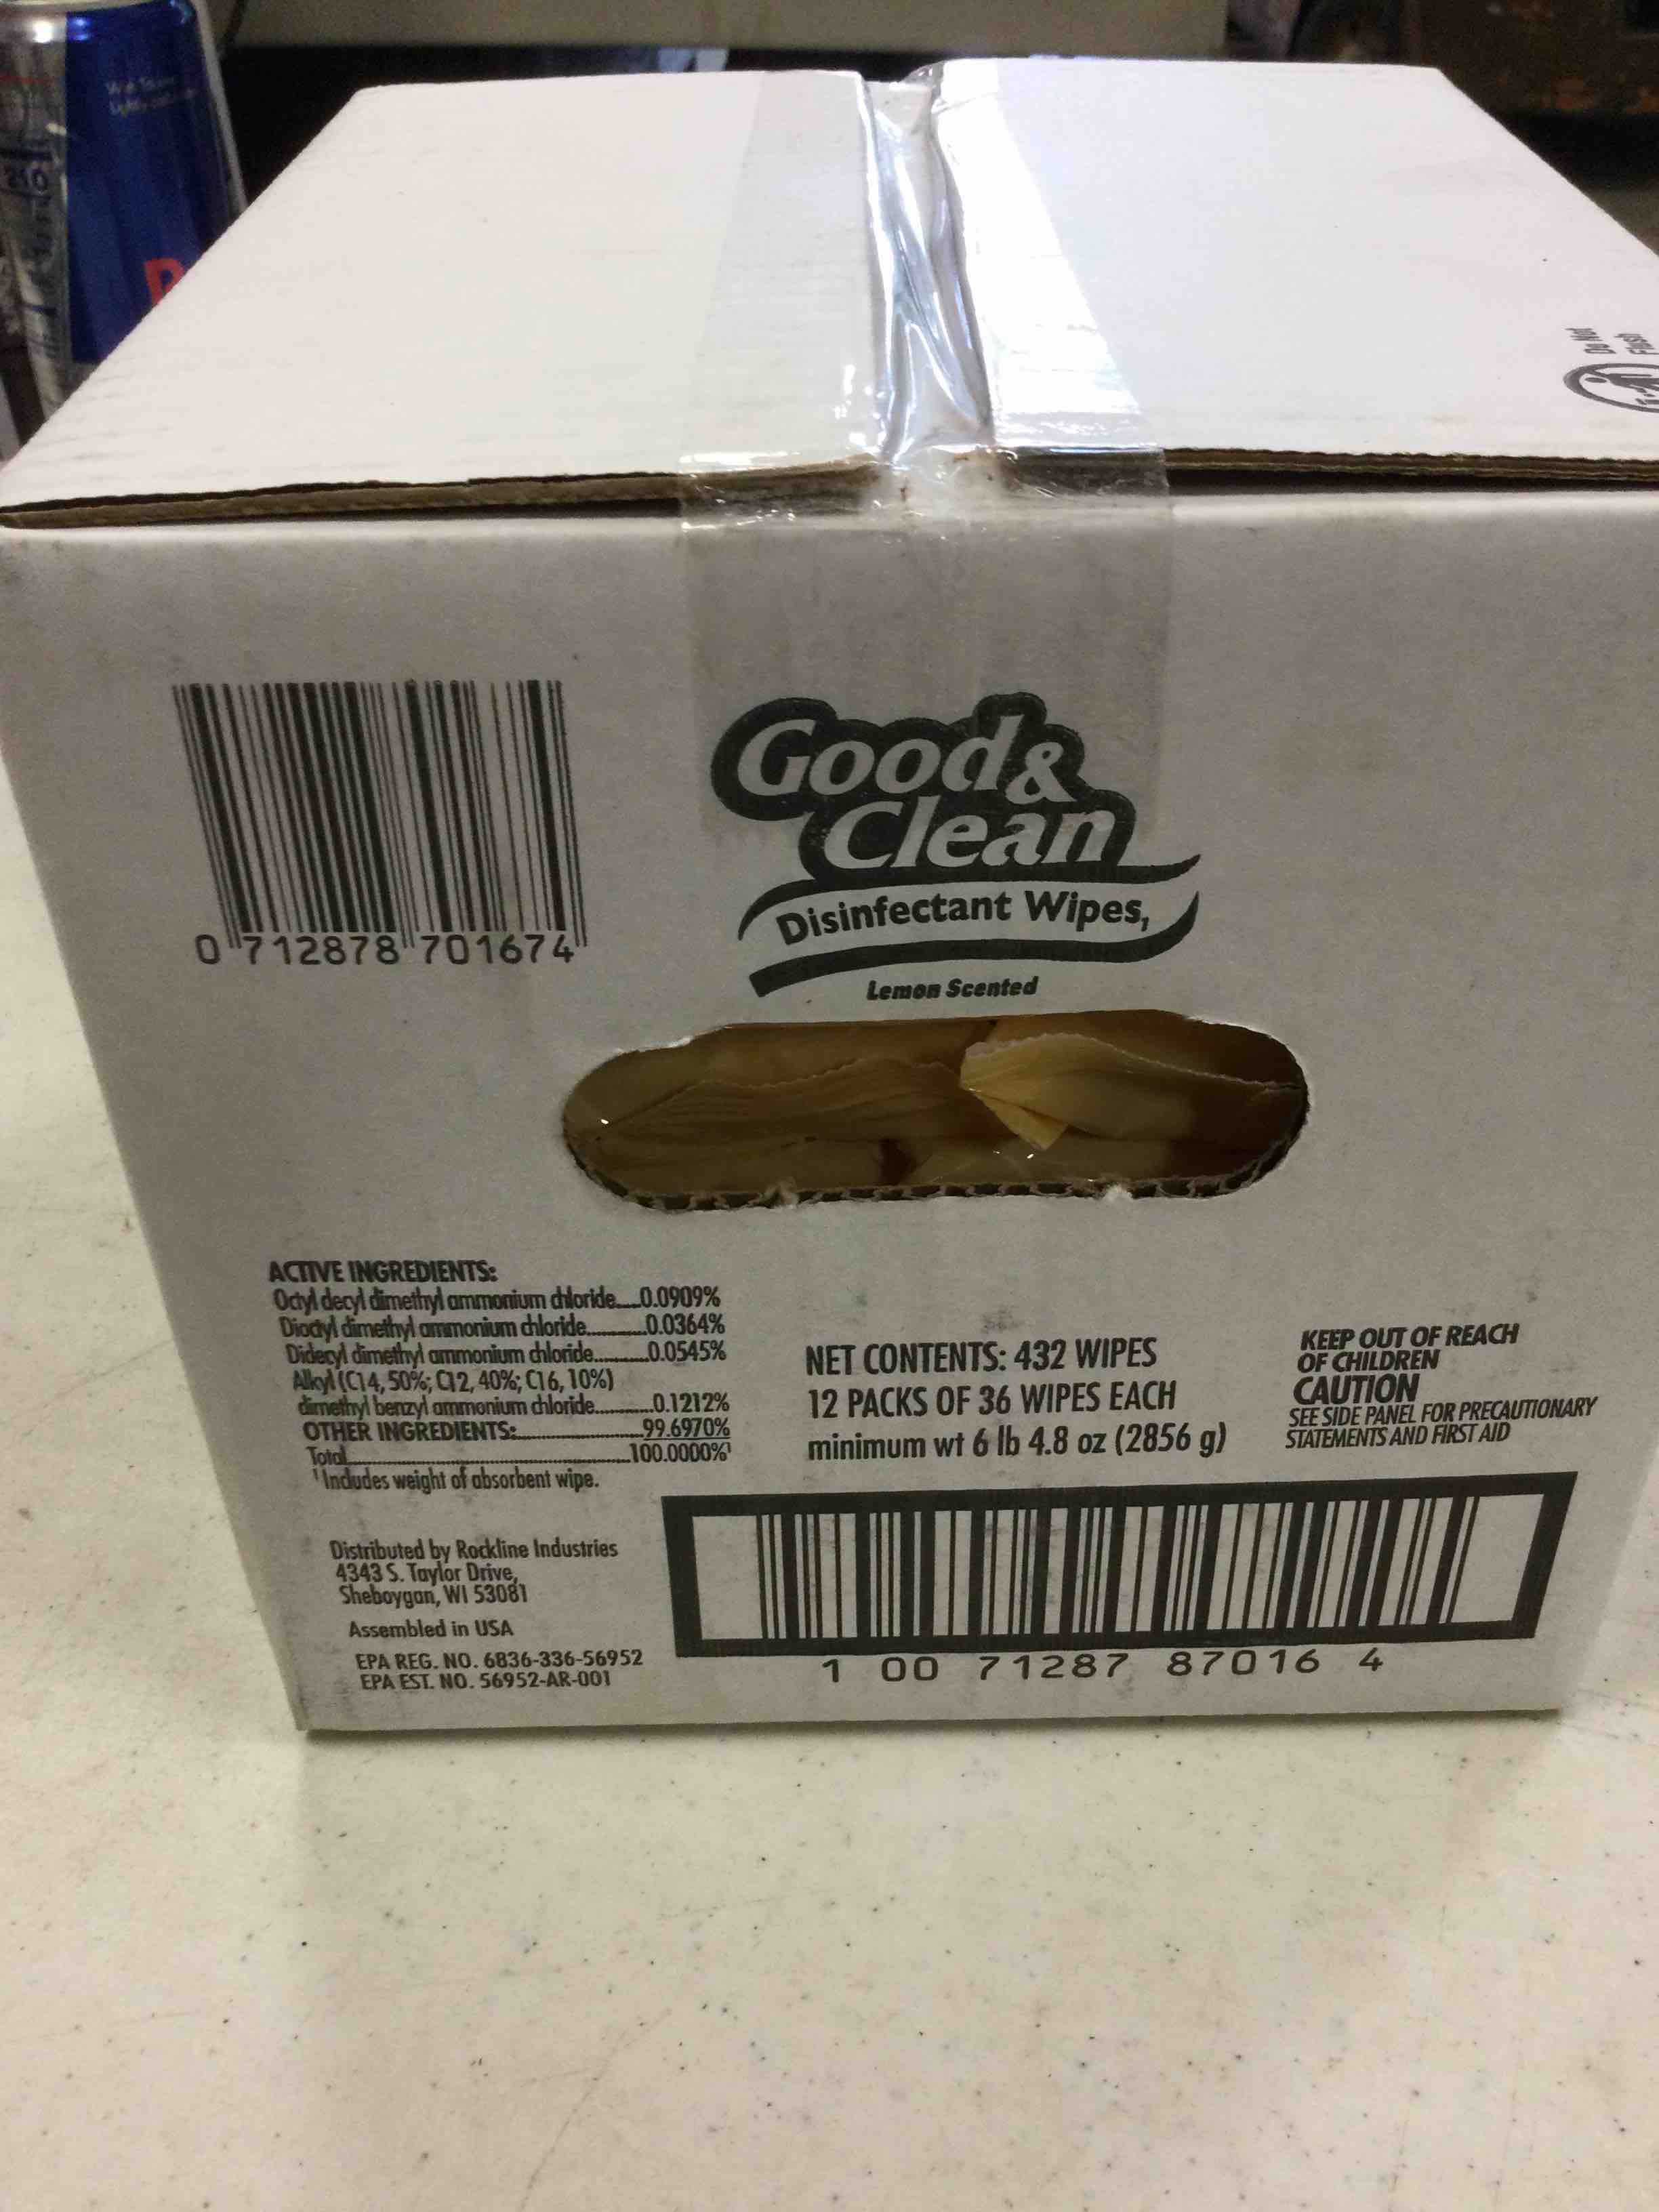 210
Do Not
Flush
0 712878 701674
Good &
Clean
Disinfectant Wipes,
Lemon Scented
ACTIVE INGREDIENTS:
Octyl decyl dimethyl ammonium chloride.....0.0909%
Dioctyl dimethyl ammonium chloride...........0.0364%
Didecyl dimethyl ammonium chloride..........0.0545%
Alkyl (C14, 50%; C12, 40%; C16, 10%)
dimethyl benzyl ammonium chloride...........0.1212%
OTHER INGREDIENTS:........................99.6970%
Total.....................................................100.0000%¹
¹Includes weight of absorbent wipe.
NET CONTENTS: 432 WIPES
12 PACKS OF 36 WIPES EACH
minimum wt 6 lb 4.8 oz (2856 g)
KEEP OUT OF REACH
OF CHILDREN
CAUTION
SEE SIDE PANEL FOR PRECAUTIONARY
STATEMENTS AND FIRST AID
Distributed by Rockline Industries
4343 S. Taylor Drive,
Sheboygan, WI 53081
Assembled in USA
EPA REG. NO. 6836-336-56952
EPA EST. NO. 56952-AR-001
1 00 71287 87016 4